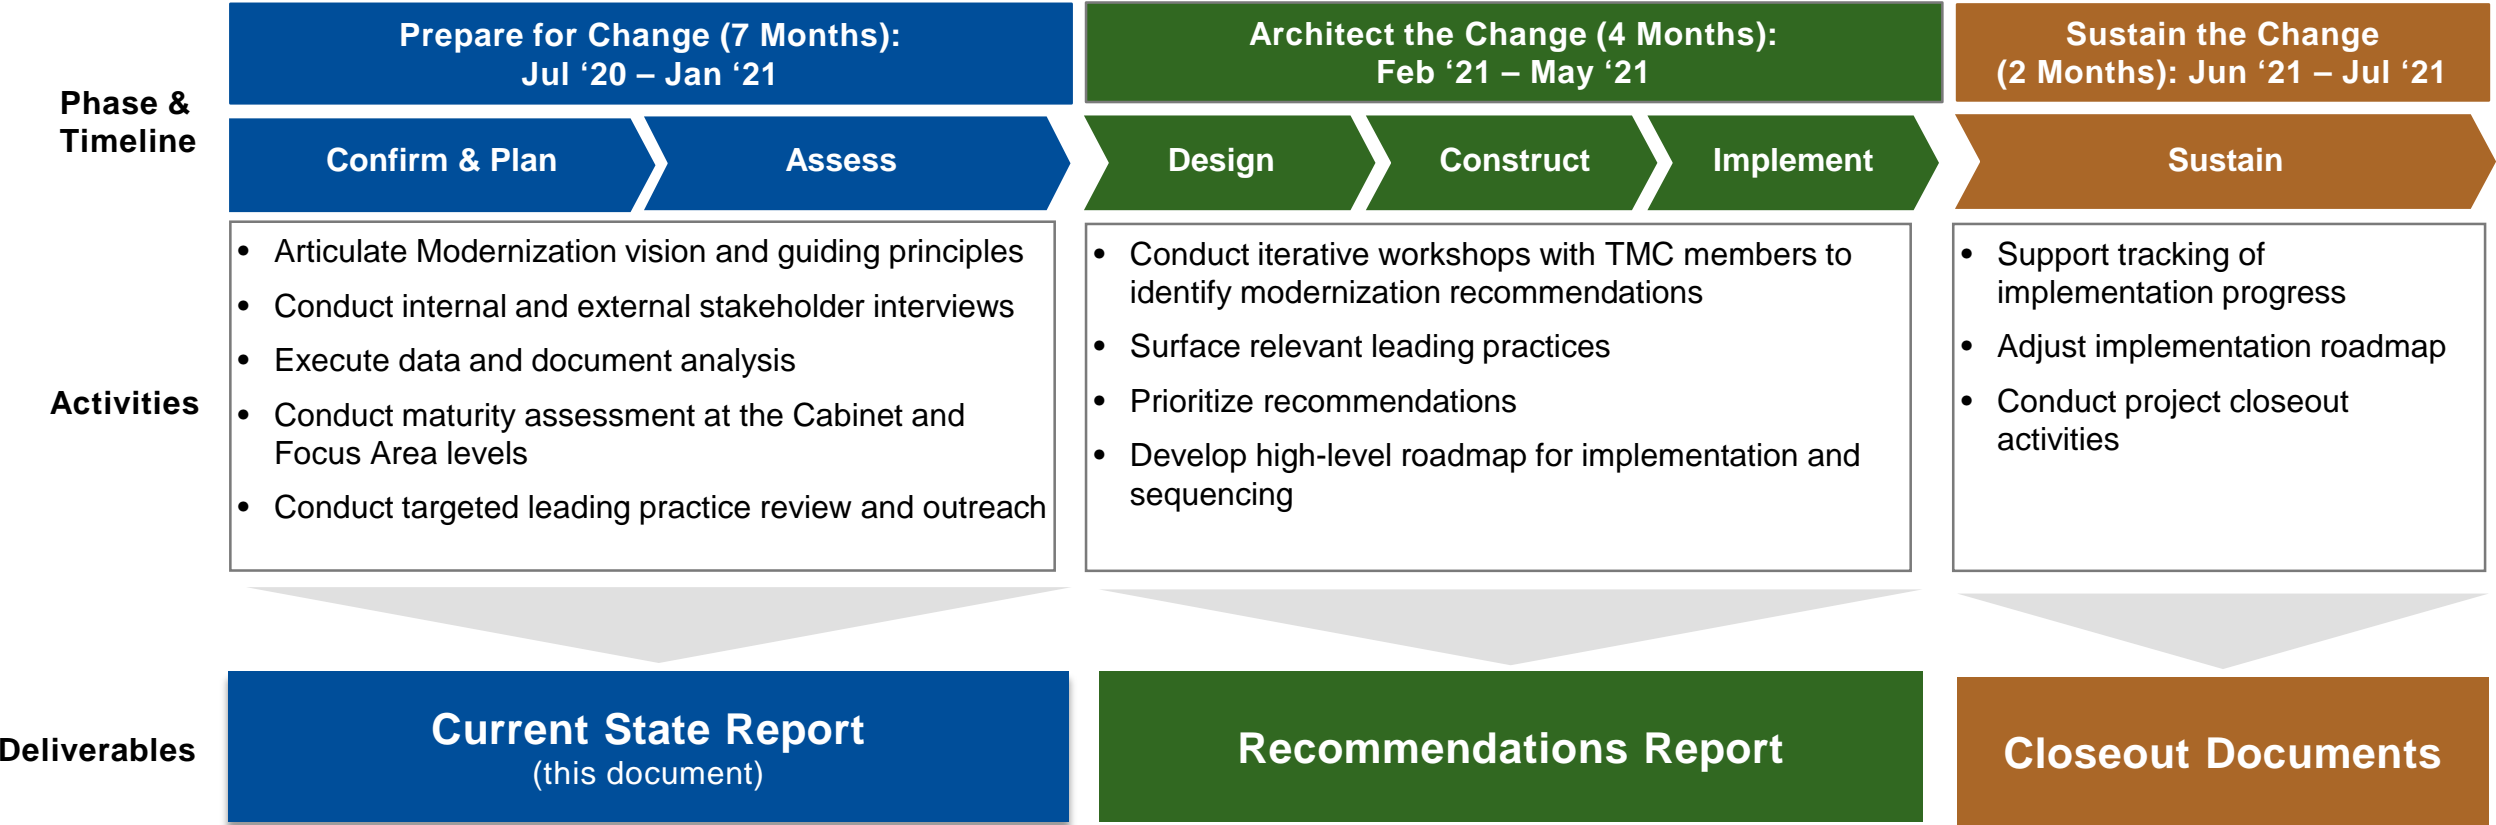 Prepare for Change (7 Months):
Jul ‘20 – Jan ‘21
Architect the Change (4 Months):
Feb ‘21 – May ‘21
Sustain the Change
(2 Months): Jun ‘21 – Jul ‘21
Phase &
Timeline
Confirm & Plan
Assess
Design
Construct
Implement
Sustain
Activities
• Articulate Modernization vision and guiding principles
• Conduct internal and external stakeholder interviews
• Execute data and document analysis
• Conduct maturity assessment at the Cabinet and
Focus Area levels
• Conduct targeted leading practice review and outreach
• Conduct iterative workshops with TMC members to
identify modernization recommendations
• Surface relevant leading practices
• Prioritize recommendations
• Develop high-level roadmap for implementation and
sequencing
• Support tracking of
implementation progress
• Adjust implementation roadmap
• Conduct project closeout
activities
Deliverables
Current State Report
(this document)
Recommendations Report
Closeout Documents